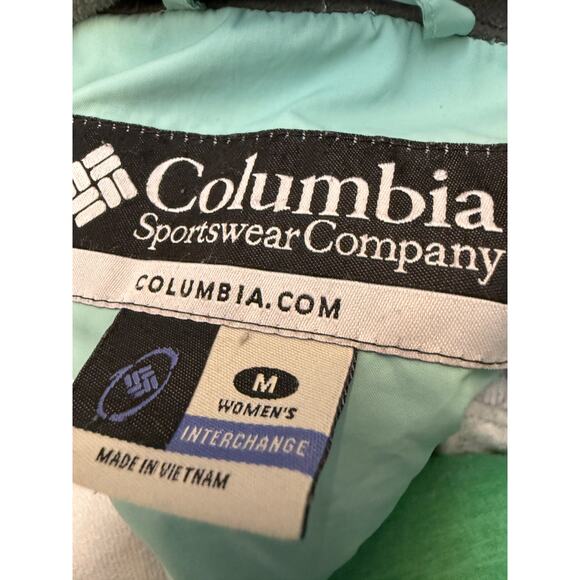 Columbia
Sportswear Company
COLUMBIA.COM
M
WOMEN'S
INTERCHANGE
MADE IN VIETNAM